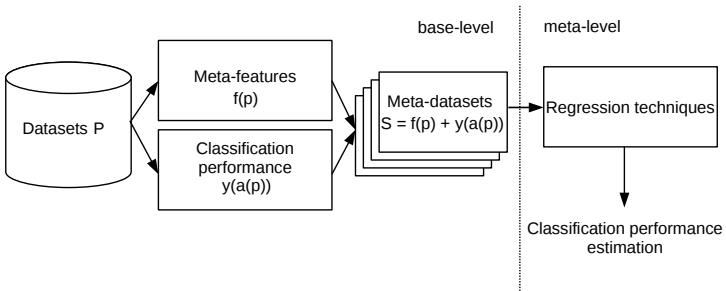 base-level
meta-level
Datasets P
Meta-features
f(p)
Classification
performance
y(a(p))
Meta-datasets
S = f(p) + y(a(p))
Regression techniques
Classification performance
estimation